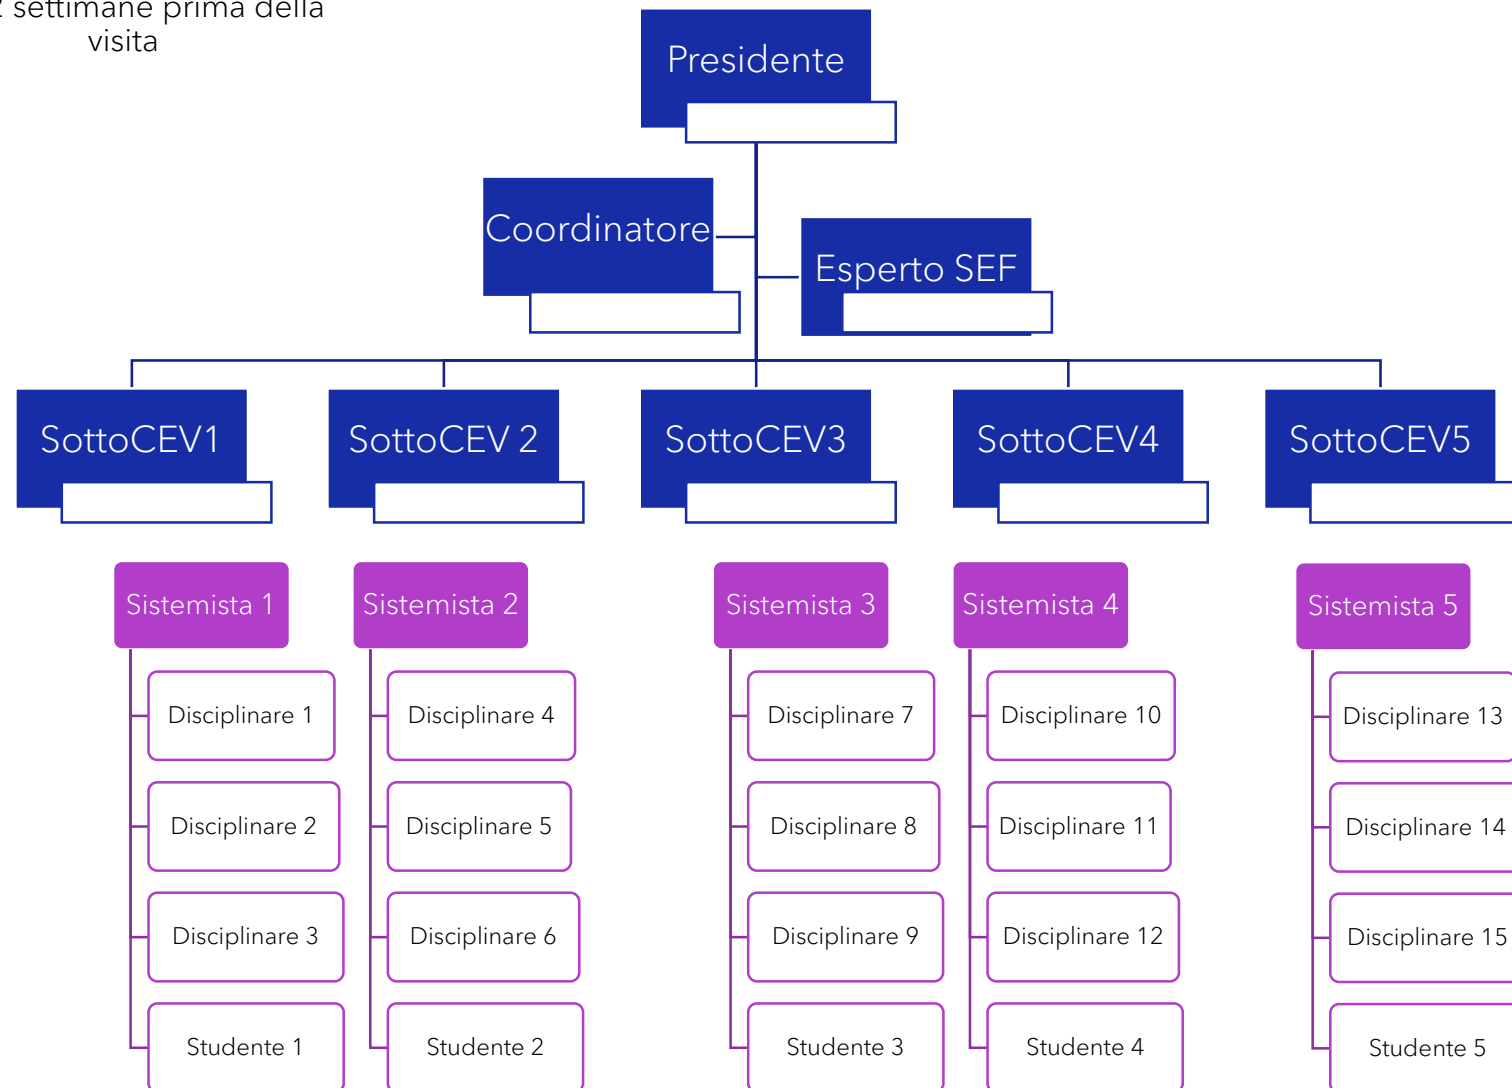 settimane prima della
visita
Presidente
Coordinatore
Esperto SEF
SottoCEV1
SottoCEV 2
SottoCEV3
SottoCEV4
SottoCEV5
Sistemista 1
Sistemista 2
Sistemista 3
Sistemista 4
Sistemista 5
Disciplinare 1
Disciplinare 4
Disciplinare 7
Disciplinare 10
Disciplinare 13
Disciplinare 2
Disciplinare 5
Disciplinare 8
Disciplinare 11
Disciplinare 14
Disciplinare 3
Disciplinare 6
Disciplinare 9
Disciplinare 12
Disciplinare 15
Studente 1
Studente 2
Studente 3
Studente 4
Studente 5